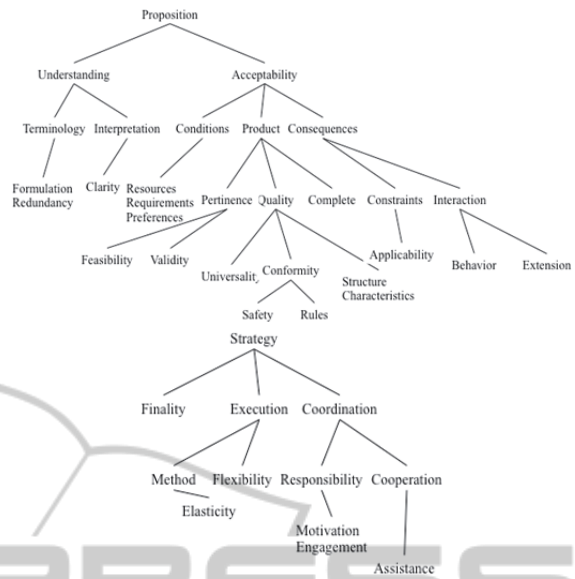 Proposition
Understanding Acceptability
Terminology Interpretation Conditions Product Consequences
Formulation
Redundancy
Clarity
Resources
Requirements
Preferences
Pertinence Quality Complete Constraints Interaction
Feasibility Validity
Universalit
Conformity
Structure
Characteristics
Applicability
Behavior Extension
Safety Rules
Strategy
Finality Execution Coordination
Method Flexibility Responsibility Cooperation
Elasticity
Motivation
Engagement
Assistance